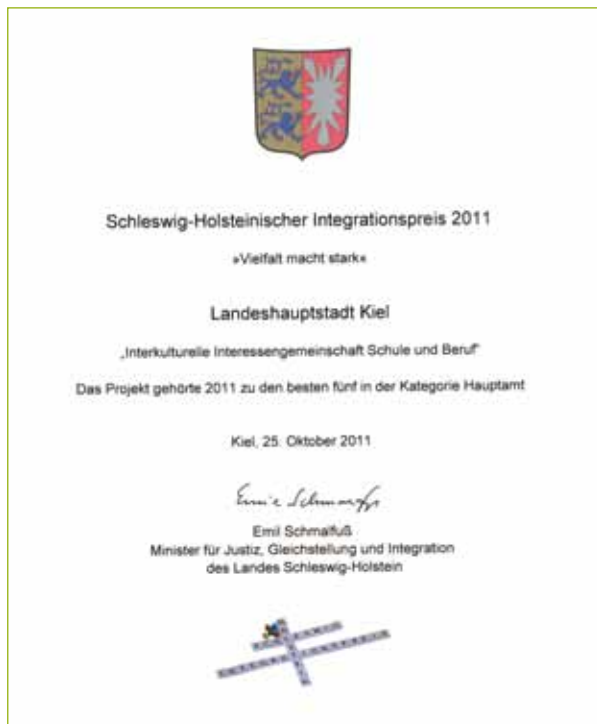 Schleswig-Holsteinischer Integrationspreis 2011
»Vielfalt macht stark«
Landeshauptstadt Kiel
„Interkulturelle Interessengemeinschaft Schule und Beruf“
Das Projekt gehörte 2011 zu den besten fünf in der Kategorie Hauptamt
Kiel, 25. Oktober 2011
Emil Schmalfuß
Emil Schmalfuß
Minister für Justiz, Gleichstellung und Integration
des Landes Schleswig-Holstein